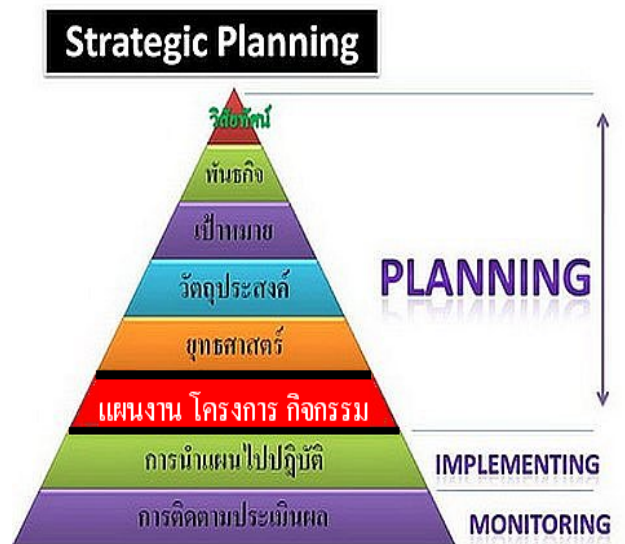 Strategic Planning
วิสัยทัศน์
พันธกิจ
เป้าหมาย
วัตถุประสงค์
PLANNING
ยุทธศาสตร์
แผนงาน โครงการ กิจกรรม
การนำแผนไปปฏิบัติ
IMPLEMENTING
การติดตามประเมินผล
MONITORING